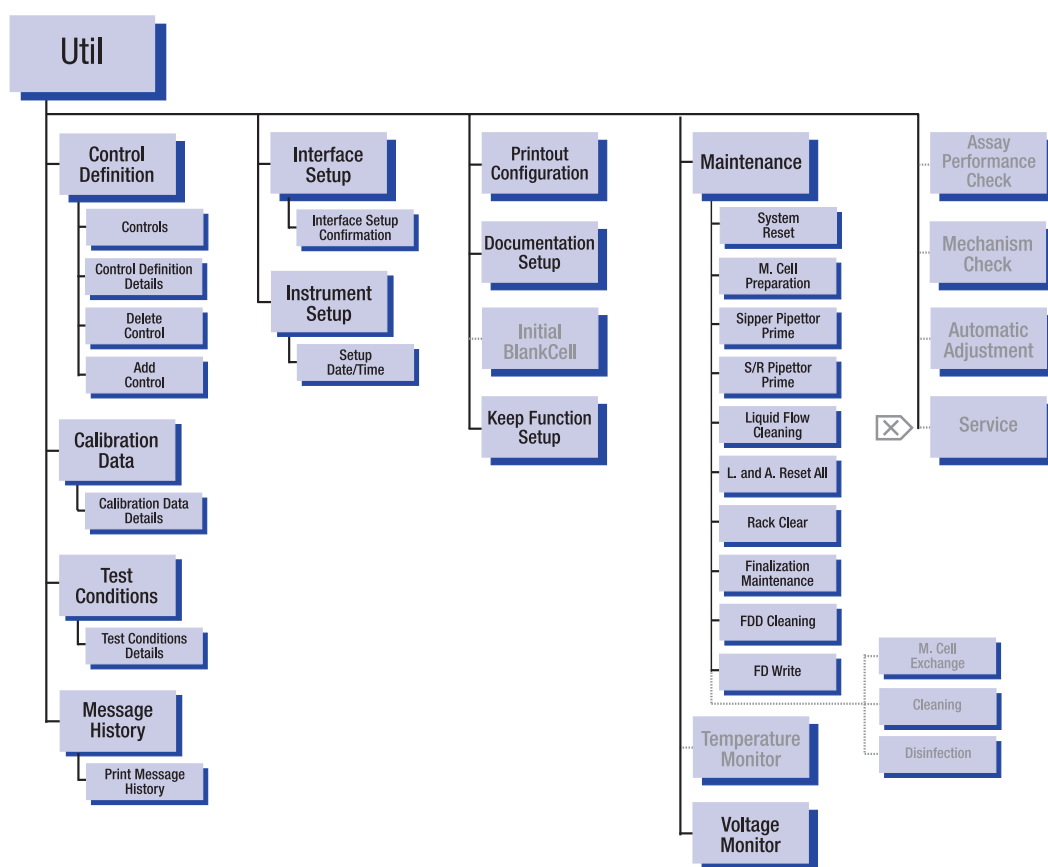 Util
Control
Definition
Controls
Control Definition
Details
Delete
Control
Add
Control
Calibration
Data
Calibration Data
Details
Test
Conditions
Test Conditions
Details
Message
History
Print Message
History
Interface
Setup
Interface Setup
Confirmation
Instrument
Setup
Setup
Date/Time
Printout
Configuration
Documentation
Setup
Initial
BlankCell
Keep Function
Setup
Maintenance
System
Reset
M. Cell
Preparation
Sipper Pipettor
Prime
S/R Pipettor
Prime
Liquid Flow
Cleaning
L. and A. Reset All
Rack Clear
Finalization
Maintenance
FDD Cleaning
FD Write
M. Cell
Exchange
Cleaning
Disinfection
Temperature
Monitor
Voltage
Monitor
Assay
Performance
Check
Mechanism
Check
Automatic
Adjustment
Service